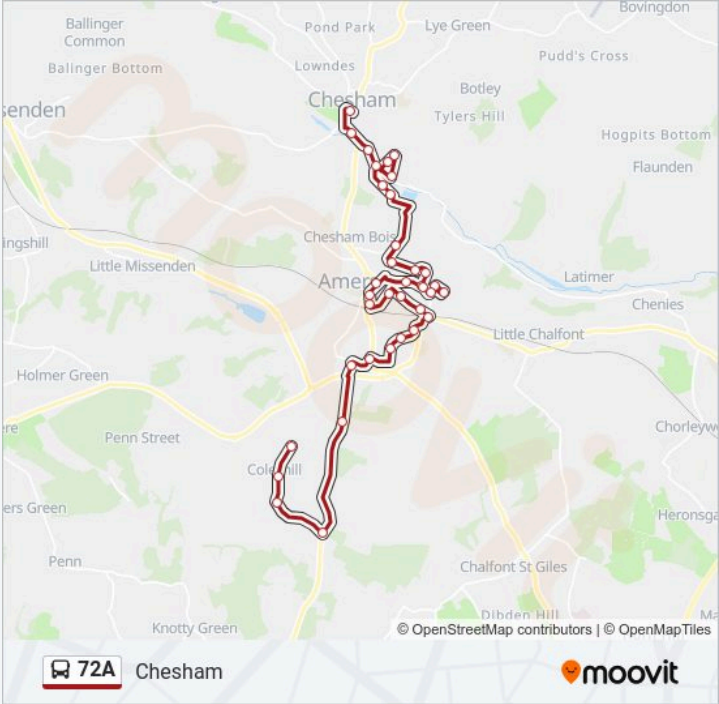 Bovingdon
Ballinger
Common
Pond Park
Lye Green
Pudd's Cross
Balinger Bottom
Lowndes
Botley
Chesham
senden
Tylers Hill
Hogpits Bottom
Flaunden
Chesham Bois
ingshill
Little Missenden
Amers
Latimer
Chenies
Little Chalfont
Holmer Green
Penn Street
Chorleywo
Coleshill
ers Green
Heronsga
Penn
Chalfont St Giles
Dibden Hill
Knotty Green
© OpenStreetMap contributors | © OpenMapTiles
72A Chesham
moovit